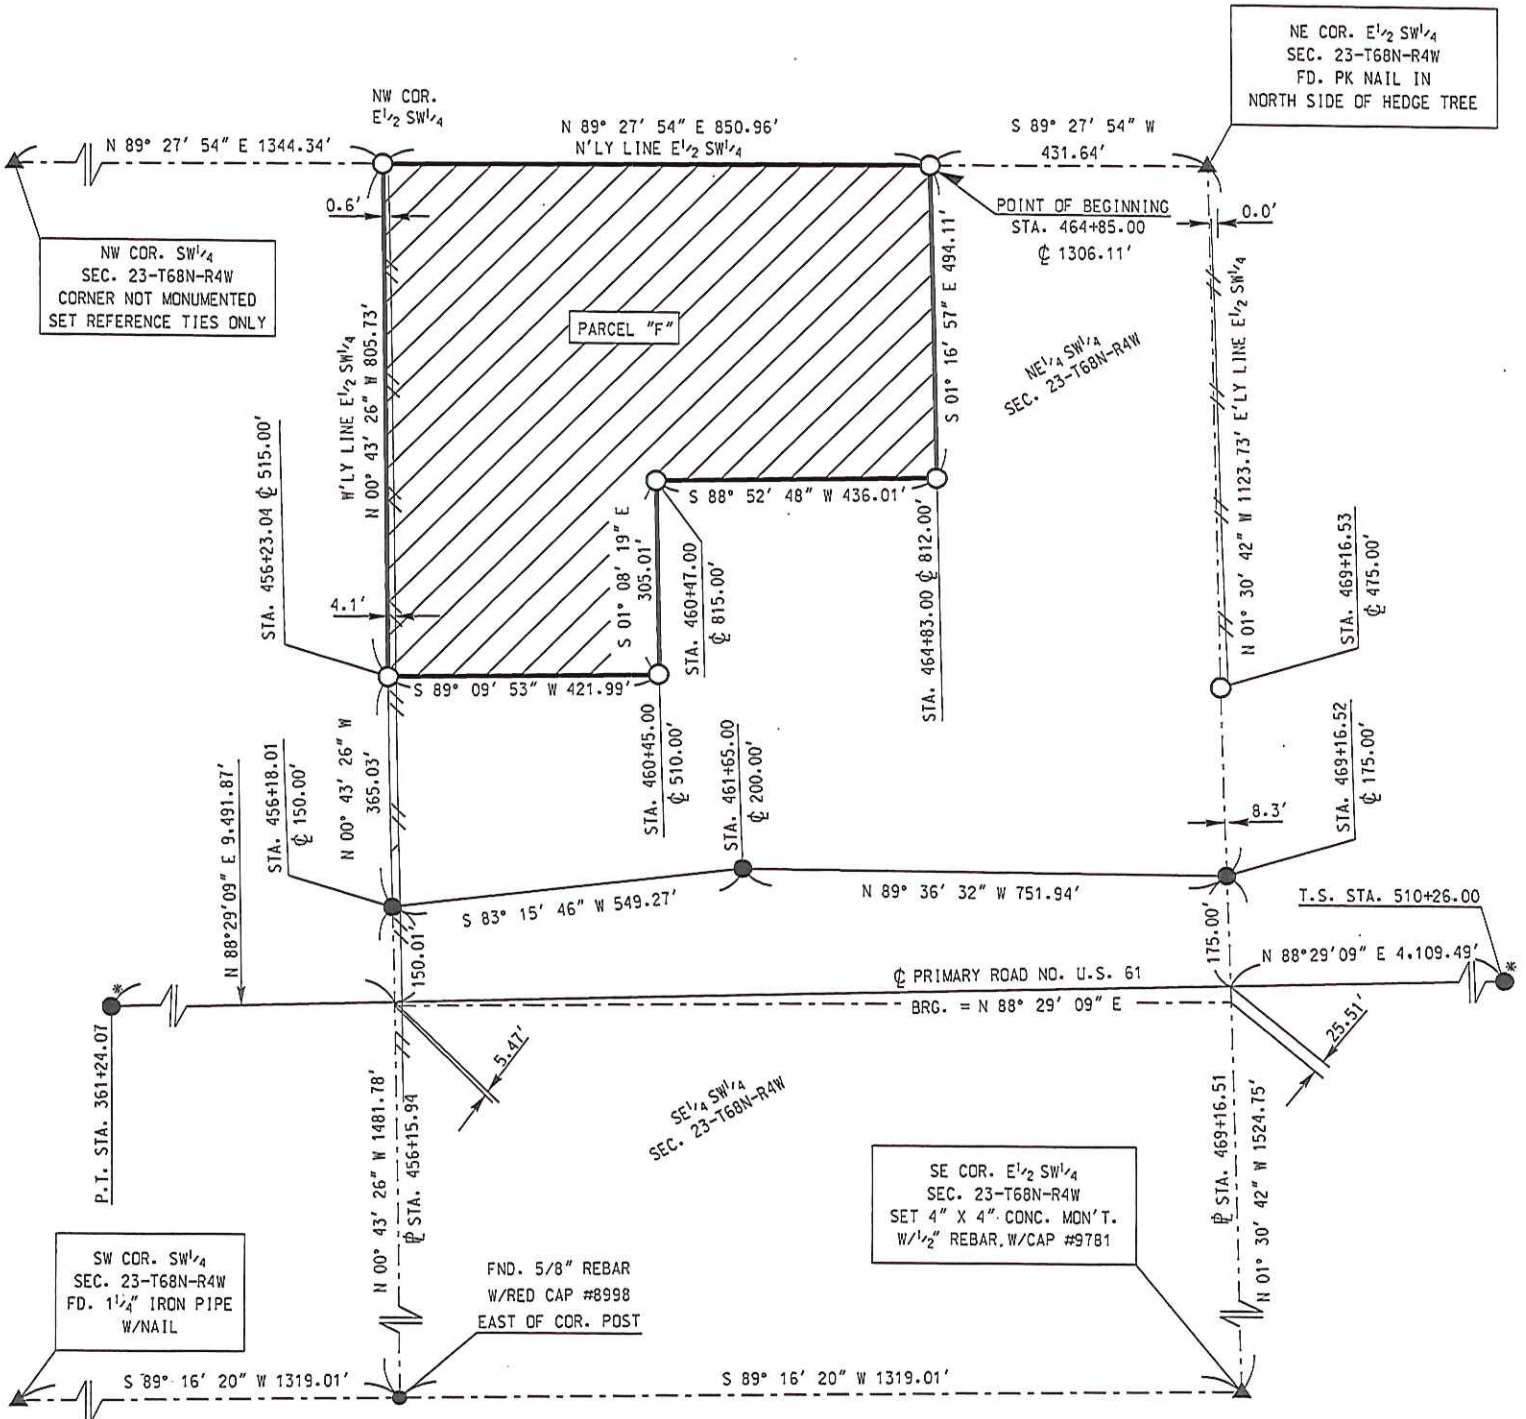 NE COR. E1/2 SW1/4
SEC. 23-T68N-R4W
FD. PK NAIL IN
NORTH SIDE OF HEDGE TREE
NW COR.
E1/2 SW1/4
N 89° 27' 54" E 1344.34'
N 89° 27' 54" E 850.96'
N'LY LINE E1/2 SW1/4
S 89° 27' 54" W
431.64'
0.6'
POINT OF BEGINNING
STA. 464+85.00
℄ 1306.11'
0.0'
NW COR. SW1/4
SEC. 23-T68N-R4W
CORNER NOT MONUMENTED
SET REFERENCE TIES ONLY
PARCEL "F"
W'LY LINE E1/2 SW1/4
N 00° 43' 26" W 805.73'
S 01° 16' 57" E 494.11'
NE1/4 SW1/4
SEC. 23-T68N-R4W
N 01° 30' 42" W 1123.73' E'LY LINE E1/2 SW1/4
STA. 456+23.04 ℄ 515.00'
S 88° 52' 48" W 436.01'
S 01° 08' 19" E
305.01'
STA. 460+47.00
℄ 815.00'
STA. 464+83.00 ℄ 812.00'
STA. 469+16.53
℄ 475.00'
4.1'
S 89° 09' 53" W 421.99'
N 88°29'09" E 9,491.87'
STA. 456+18.01
℄ 150.00'
N 00° 43' 26" W
365.03'
STA. 460+45.00
℄ 510.00'
STA. 461+65.00
℄ 200.00'
STA. 469+16.52
℄ 175.00'
8.3'
S 83° 15' 46" W 549.27'
N 89° 36' 32" W 751.94'
T.S. STA. 510+26.00
150.01'
175.00'
N 88°29'09" E 4,109.49'
*
*
℄ PRIMARY ROAD NO. U.S. 61
BRG. = N 88° 29' 09" E
P.T. STA. 361+24.07
5.47'
25.51'
SE1/4 SW1/4
SEC. 23-T68N-R4W
N 00° 43' 26" W 1481.78'
⅊ STA. 456+15.94
⅊ STA. 469+16.51
N 01° 30' 42" W 1524.75'
SE COR. E1/2 SW1/4
SEC. 23-T68N-R4W
SET 4" X 4" CONC. MON'T.
W/1/2" REBAR. W/CAP #9781
SW COR. SW1/4
SEC. 23-T68N-R4W
FD. 1 1/4" IRON PIPE
W/NAIL
FND. 5/8" REBAR
W/RED CAP #8998
EAST OF COR. POST
S 89° 16' 20" W 1319.01'
S 89° 16' 20" W 1319.01'